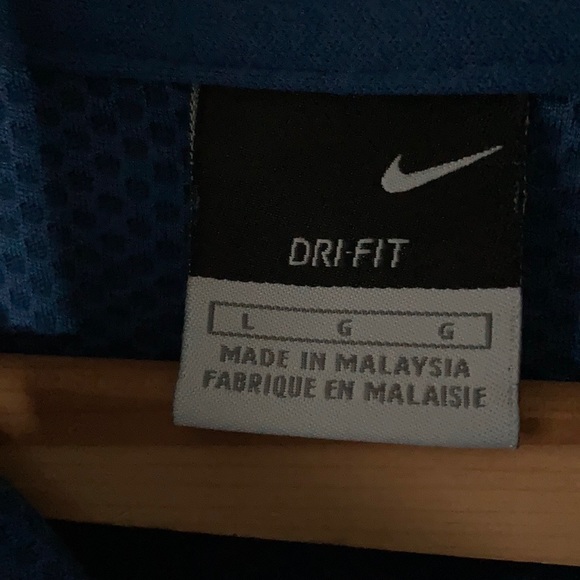 DRI-FIT
L G G
MADE IN MALAYSIA
FABRIQUE EN MALAISIE